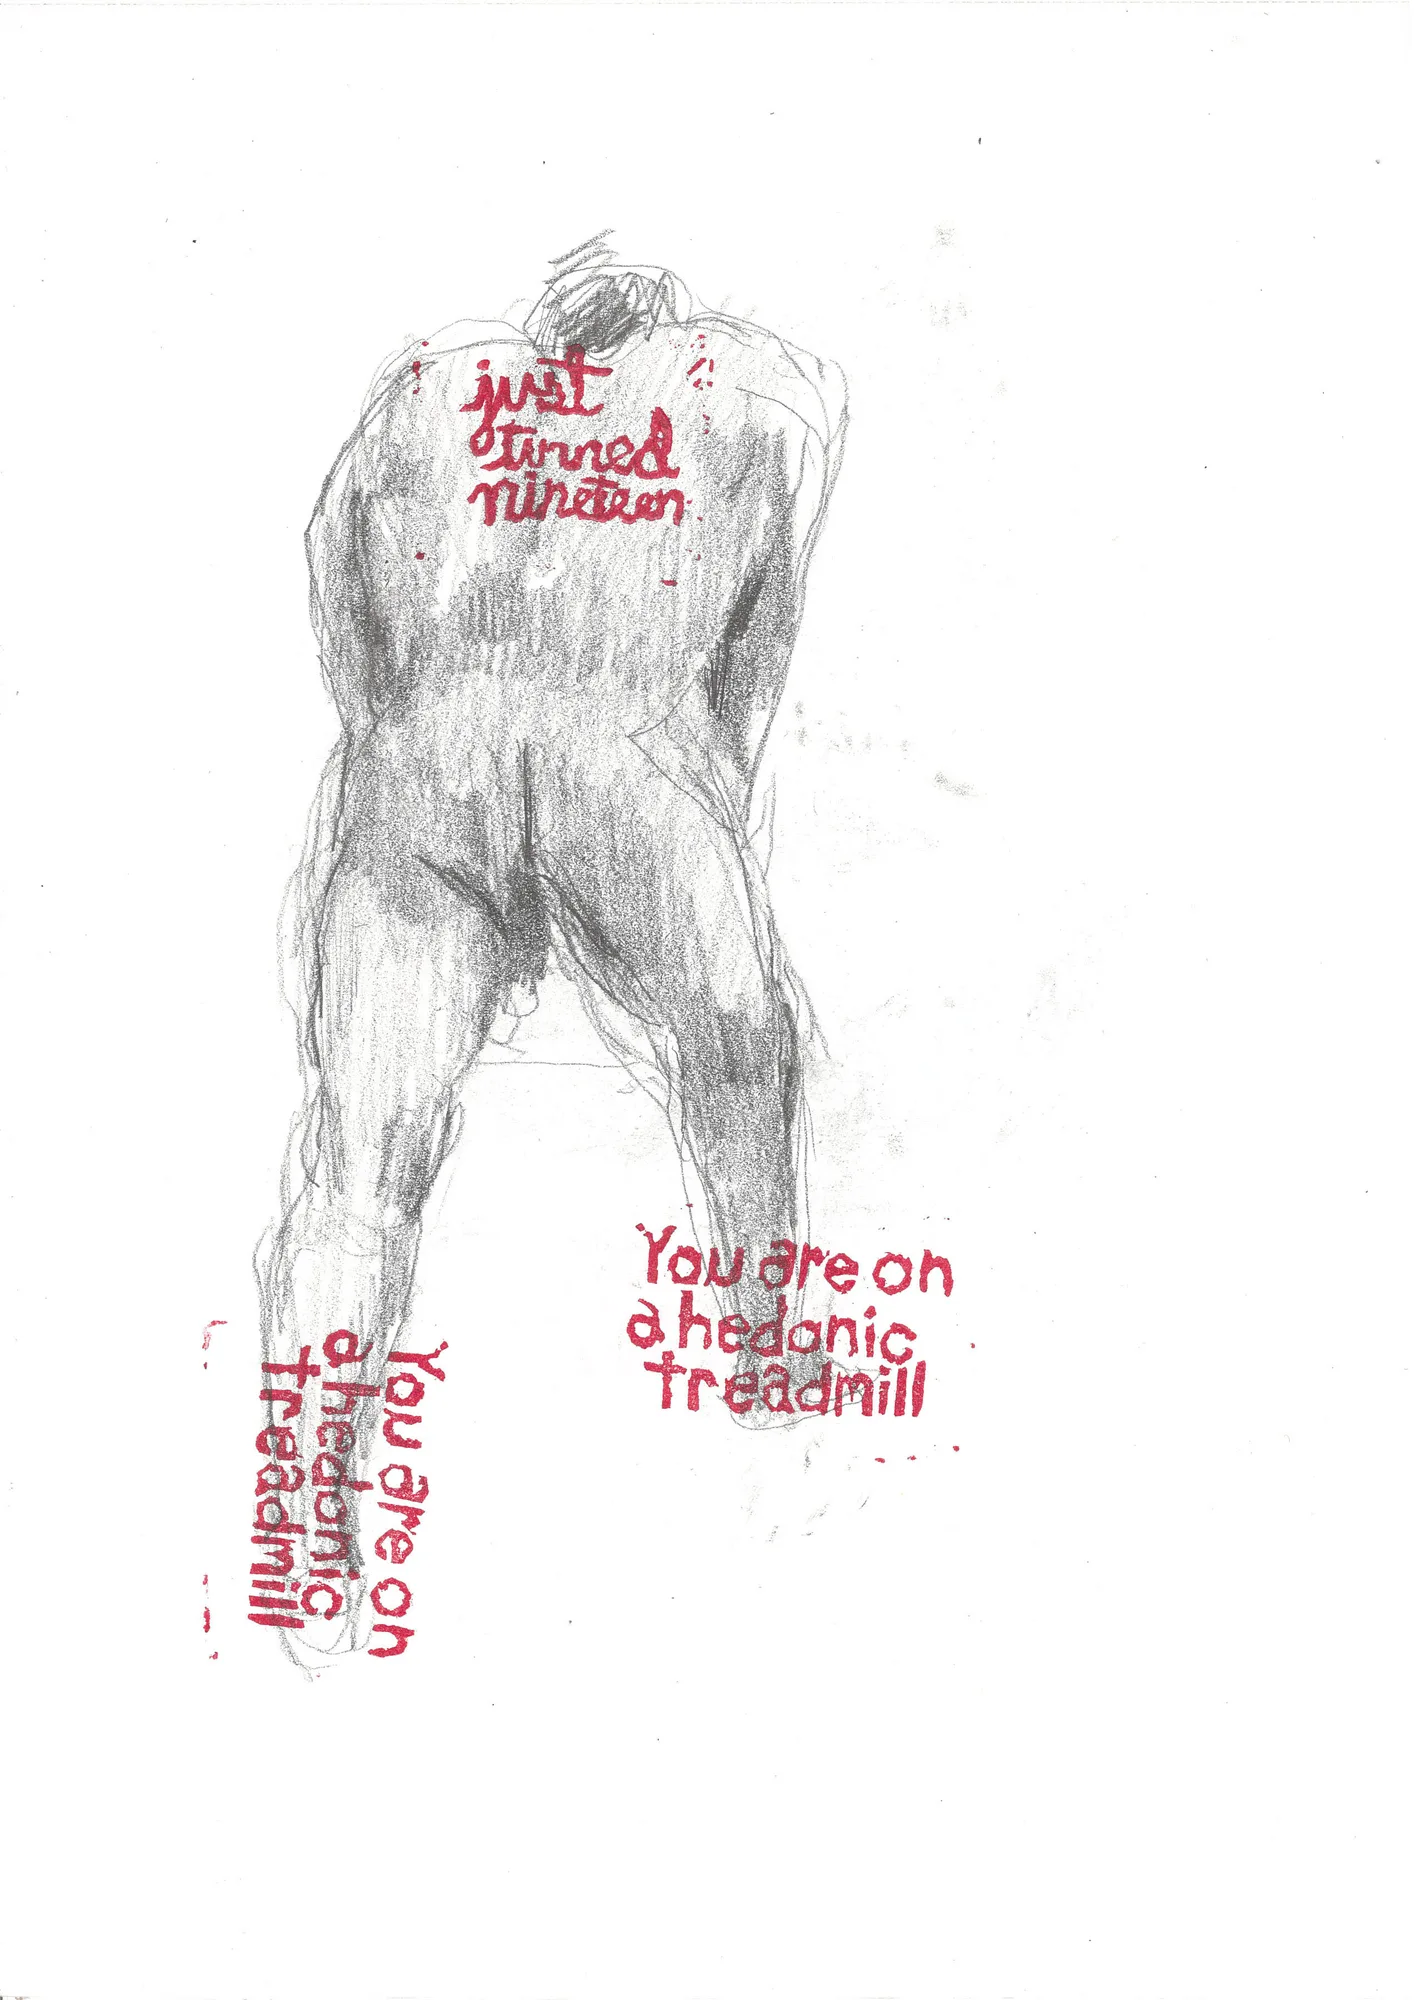 just
turned
nineteen
You are on
a hedonic
treadmill
You are on
a hedonic
treadmill